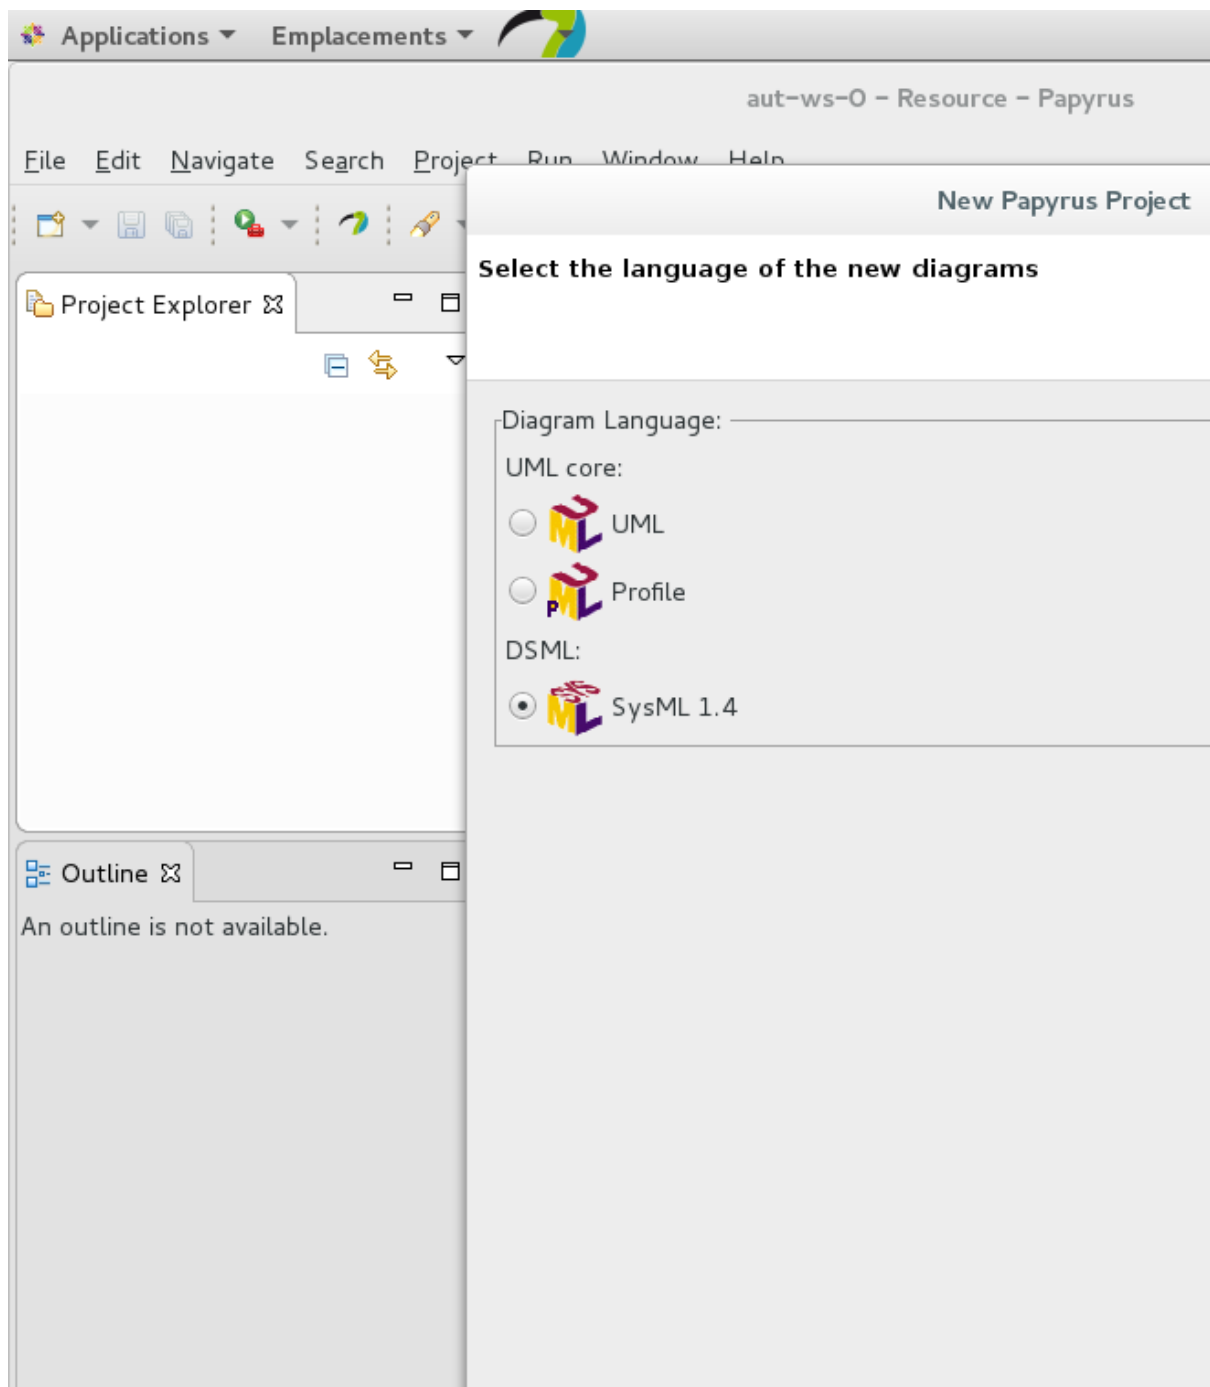 Applications Emplacements
aut-ws-0 - Resource - Papyrus
File Edit Navigate Search Project Run Window Help
New Papyrus Project
Select the language of the new diagrams
Project Explorer
Diagram Language:
UML core:
UML
Profile
DSML:
SysML 1.4
Outline
An outline is not available.